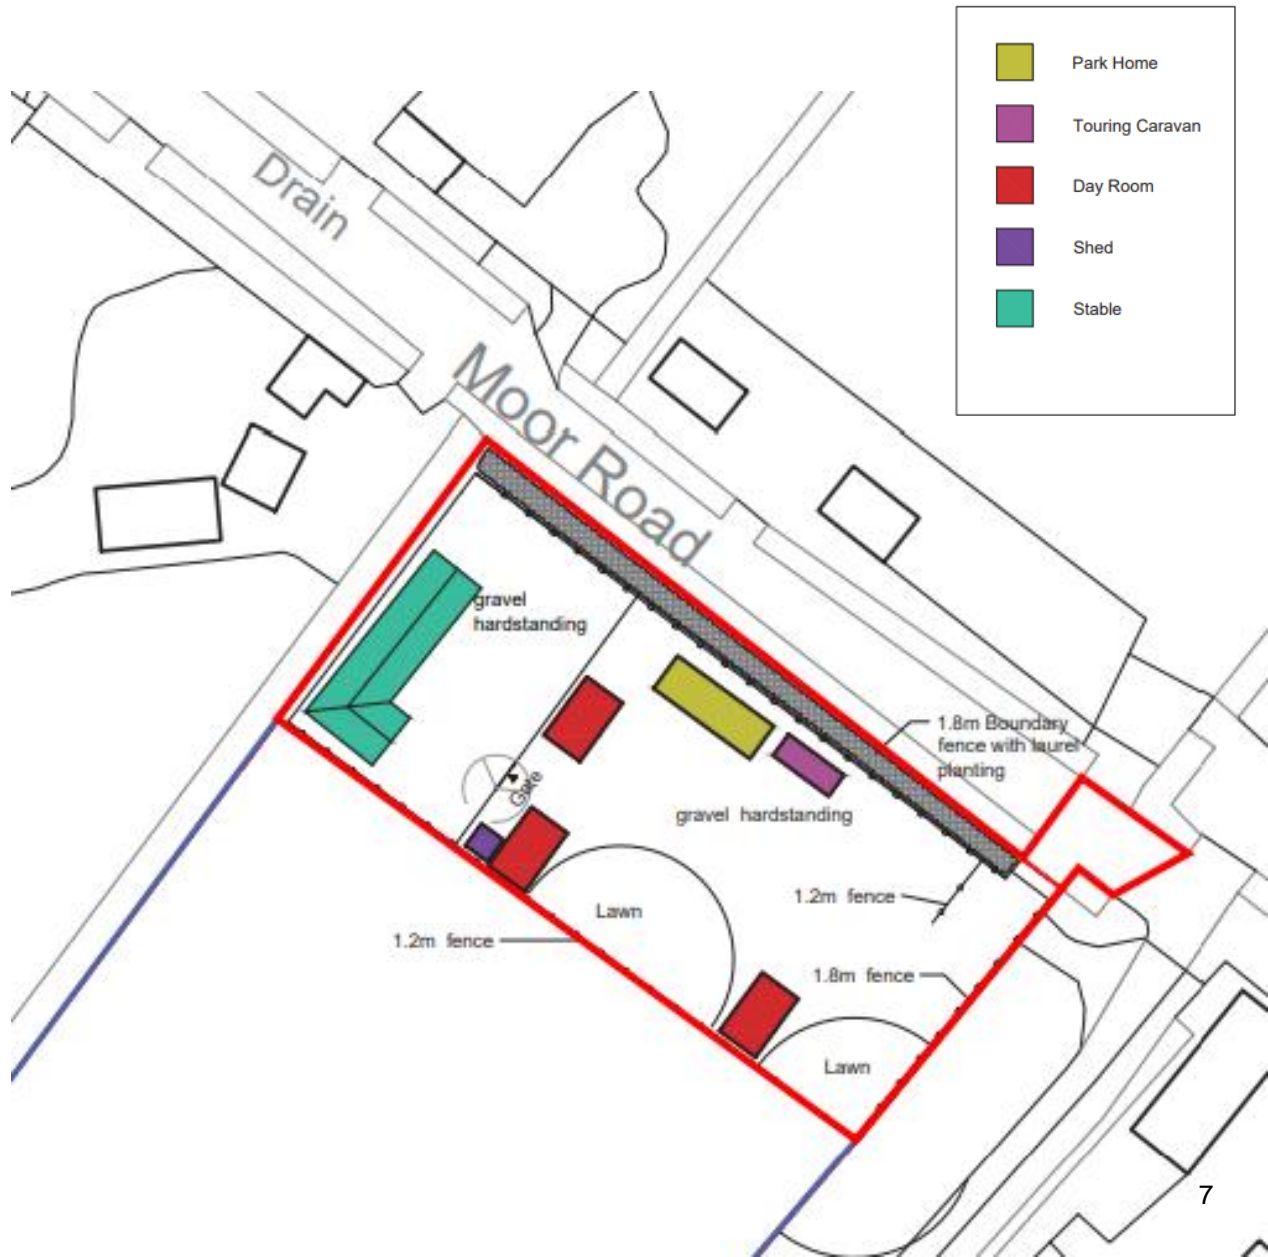 Park Home
Touring Caravan
Day Room
Shed
Stable
Drain
Moor Road
gravel
hardstanding
1.8m Boundary
fence with laurel
planting
Gate
gravel hardstanding
1.2m fence
Lawn
1.2m fence
1.8m fence
Lawn
7